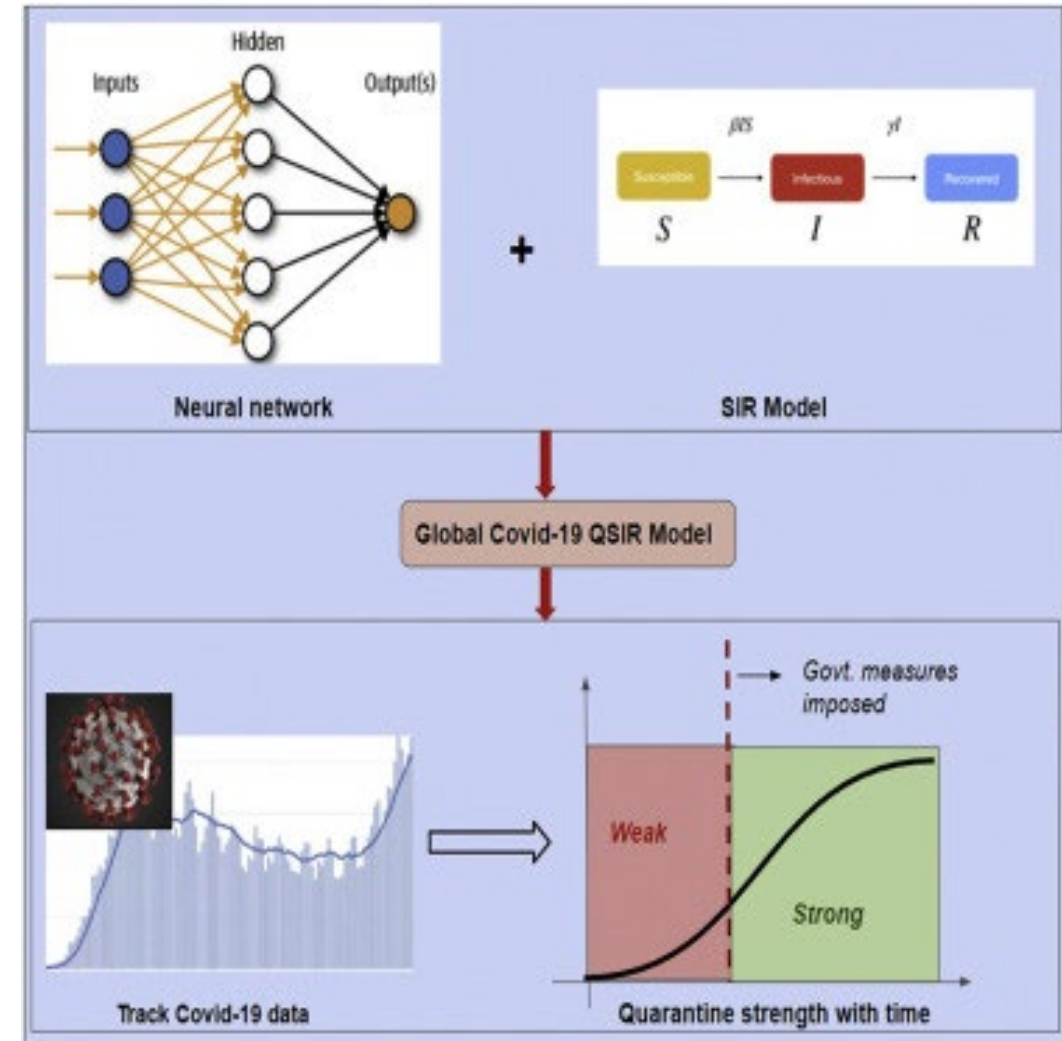 Hidden
Inputs
Output(s)
βIS
γI
Susceptible
Infectious
Recovered
S
I
R
+
Neural network
SIR Model
Global Covid-19 QSIR Model
Govt. measures
imposed
Weak
Strong
Track Covid-19 data
Quarantine strength with time